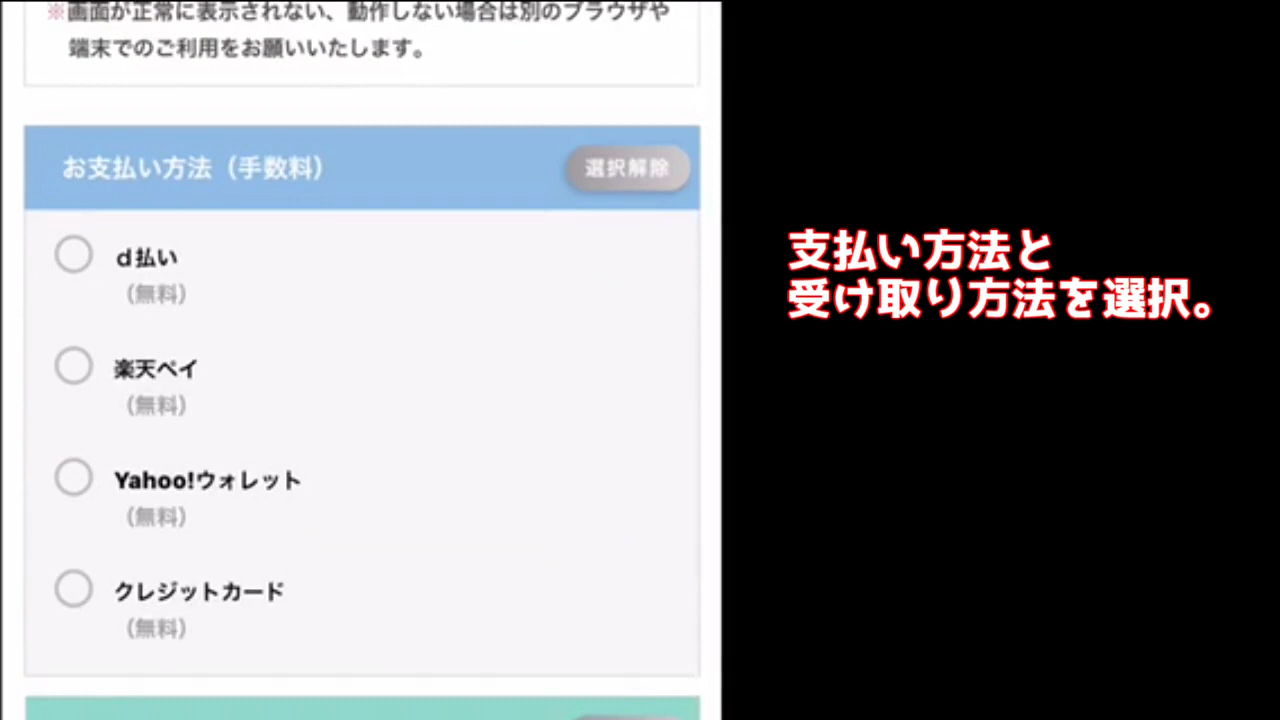 ※画面が正常に表示されない、動作しない場合は別のブラウザや
端末でのご利用をお願いいたします。
お支払い方法（手数料）
選択解除
ｄ払い
（無料）
楽天ペイ
（無料）
Yahoo!ウォレット
（無料）
クレジットカード
（無料）
支払い方法と
受け取り方法を選択。